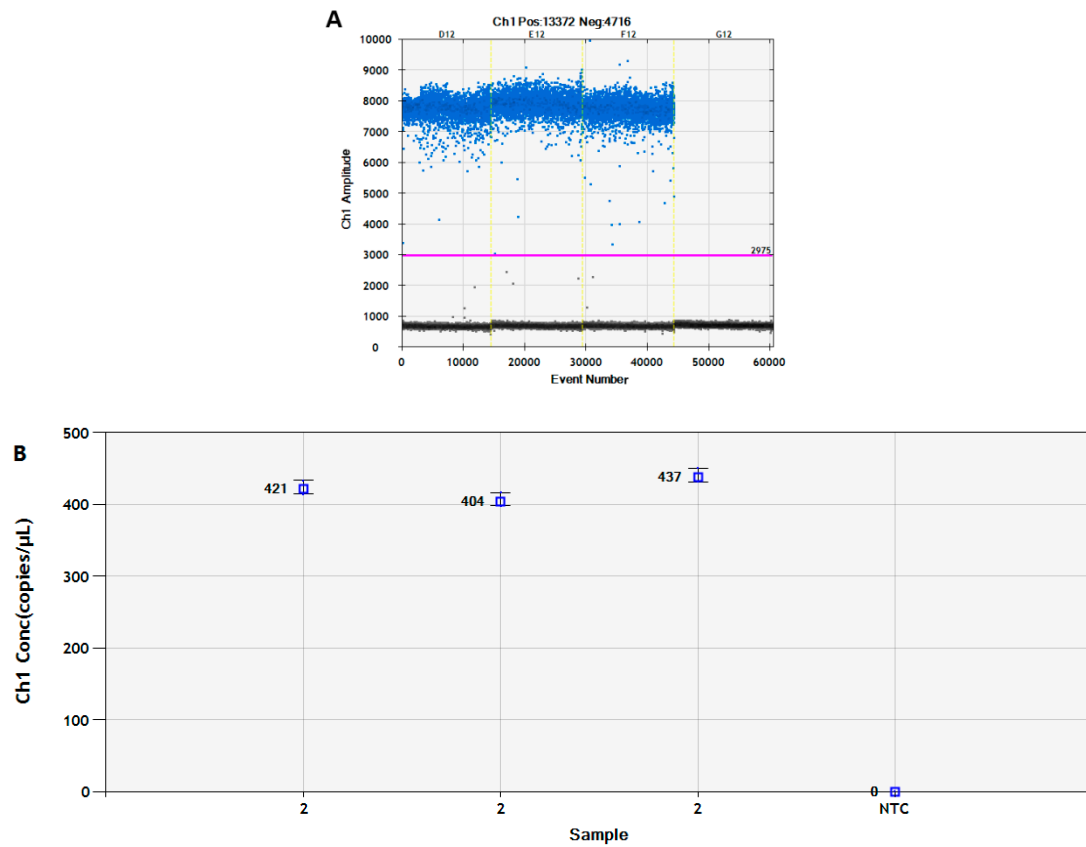 A
Ch1 Pos:13372 Neg:4716
D12 E12 F12 G12
10000
9000
8000
7000
6000
5000
4000
3000
2000
1000
0
Ch1 Amplitude
2975
0 10000 20000 30000 40000 50000 60000
Event Number
B
500
400
300
200
100
0
Ch1 Conc(copies/μL)
421
404
437
0
2 2 2 NTC
Sample